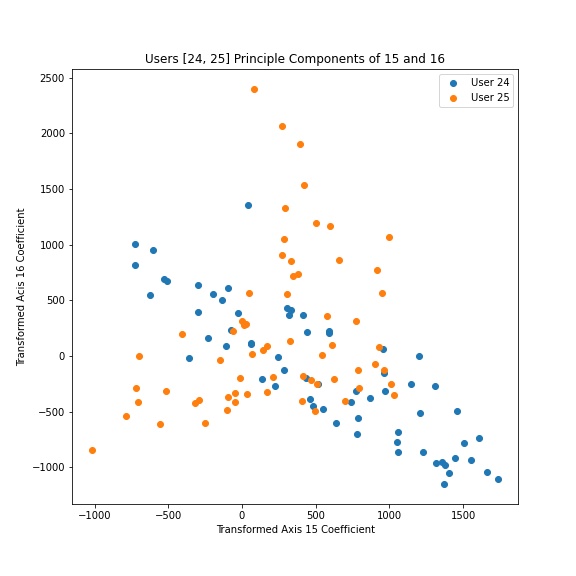 Users [24, 25] Principle Components of 15 and 16
User 24
User 25
2500
2000
1500
1000
500
0
−500
−1000
Transformed Acis 16 Coefficient
−1000 −500 0 500 1000 1500
Transformed Axis 15 Coefficient